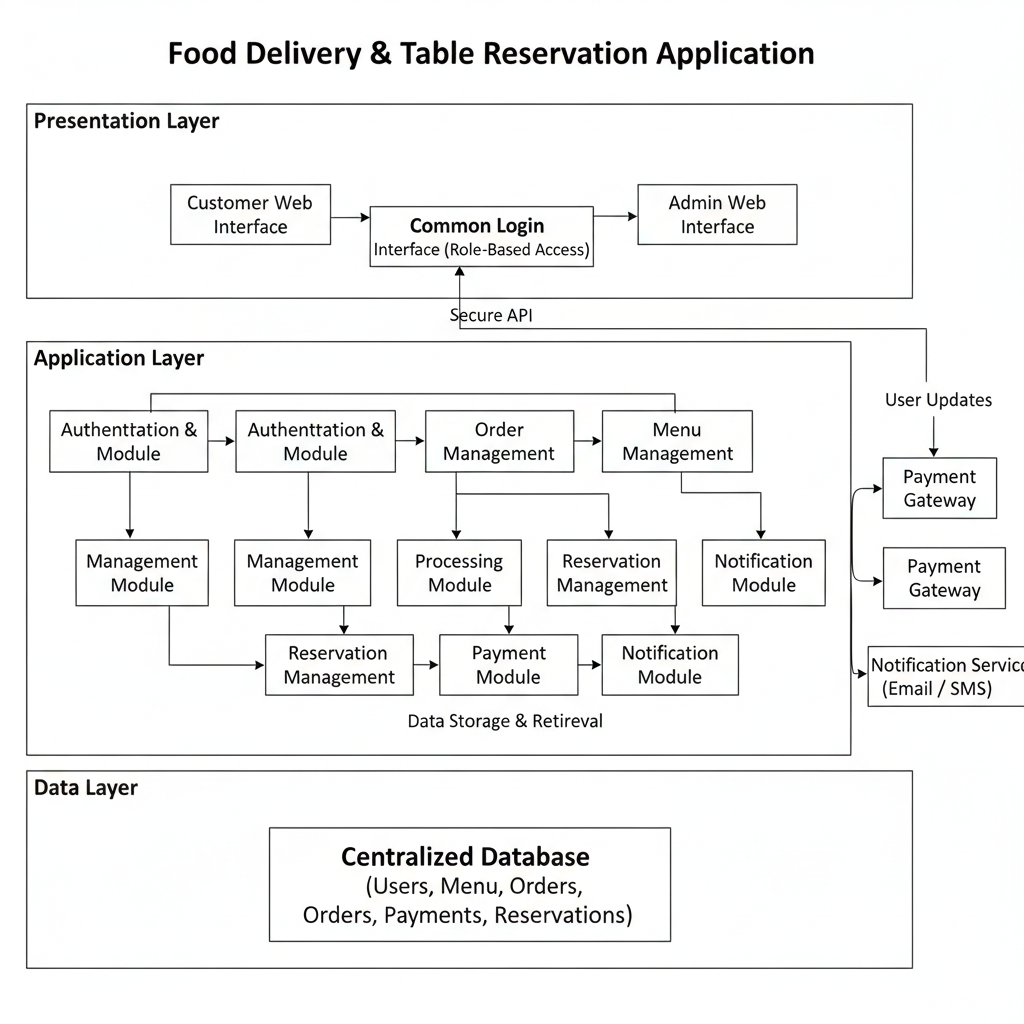 Food Delivery & Table Reservation Application
Presentation Layer
Customer Web
Interface
Common Login
Interface (Role-Based Access)
Admin Web
Interface
Secure API
Application Layer
User Updates
Authenttation &
Module
Authenttation &
Module
Order
Management
Menu
Management
Payment
Gateway
Management
Module
Management
Module
Processing
Module
Reservation
Management
Notification
Module
Payment
Gateway
Reservation
Management
Payment
Module
Notification
Module
Notification Servic
(Email / SMS)
Data Storage & Retireval
Data Layer
Centralized Database
(Users, Menu, Orders,
Orders, Payments, Reservations)